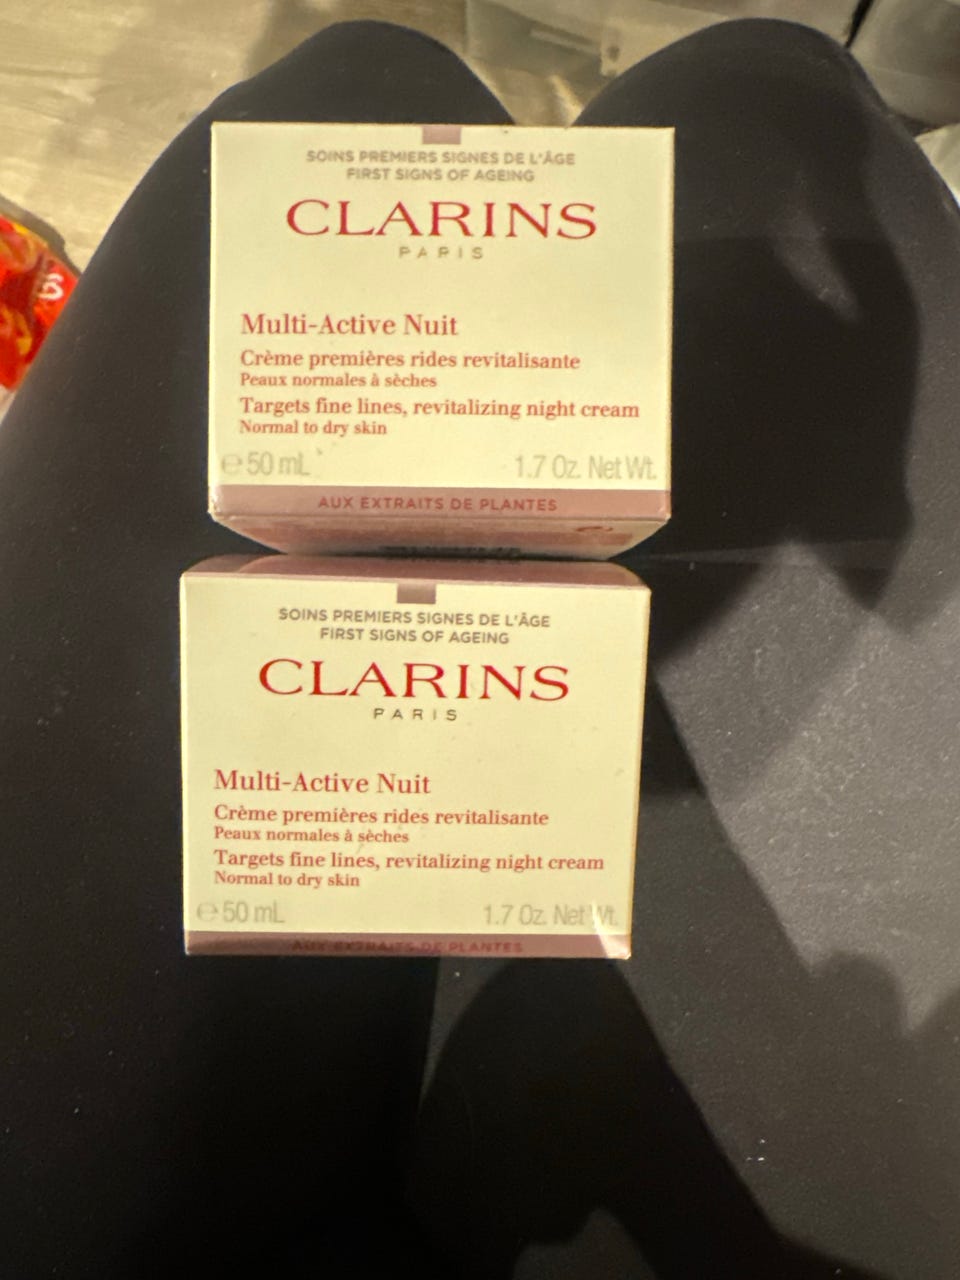 SOINS PREMIERS SIGNES DE L'ÂGE
FIRST SIGNS OF AGEING
CLARINS
PARIS
Multi-Active Nuit
Crème premières rides revitalisante
Peaux normales à sèches
Targets fine lines, revitalizing night cream
Normal to dry skin
℮ 50 mL
1.7 Oz. Net Wt.
AUX EXTRAITS DE PLANTES
SOINS PREMIERS SIGNES DE L'ÂGE
FIRST SIGNS OF AGEING
CLARINS
PARIS
Multi-Active Nuit
Crème premières rides revitalisante
Peaux normales à sèches
Targets fine lines, revitalizing night cream
Normal to dry skin
℮ 50 mL
1.7 Oz. Net Wt.
AUX EXTRAITS DE PLANTES